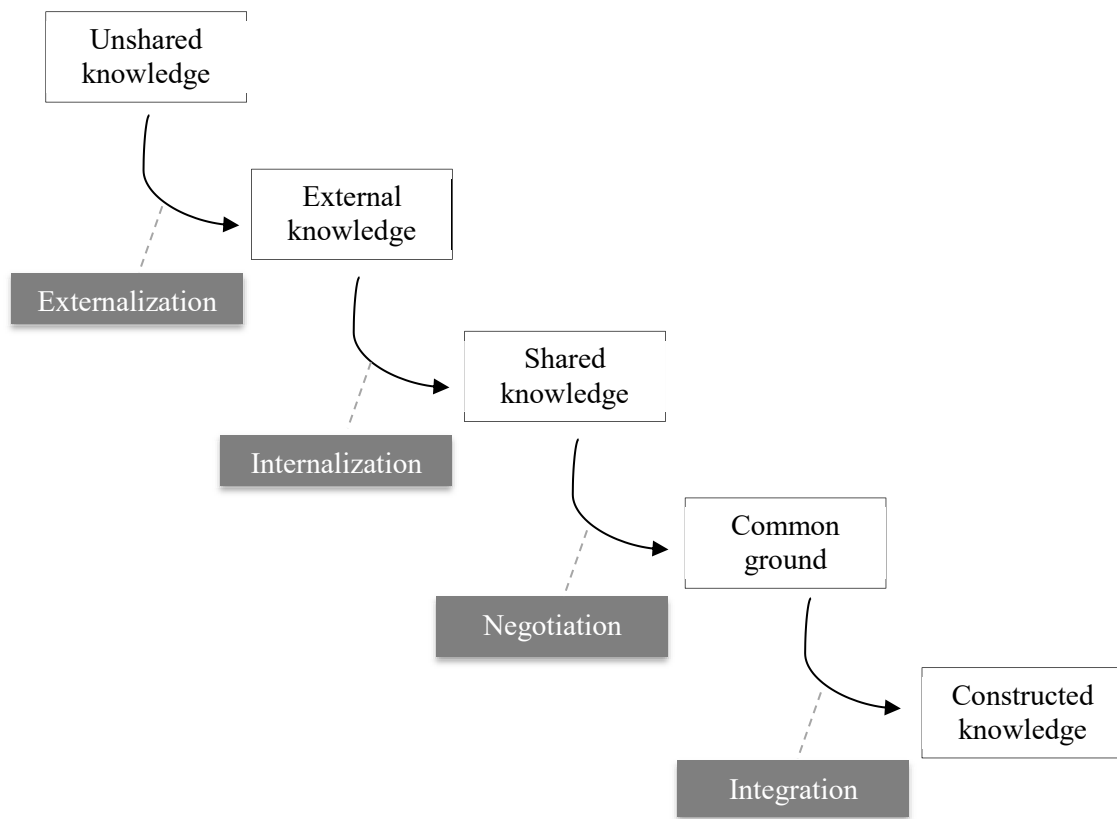 Unshared
knowledge
External
knowledge
Externalization
Shared
knowledge
Internalization
Common
ground
Negotiation
Constructed
knowledge
Integration